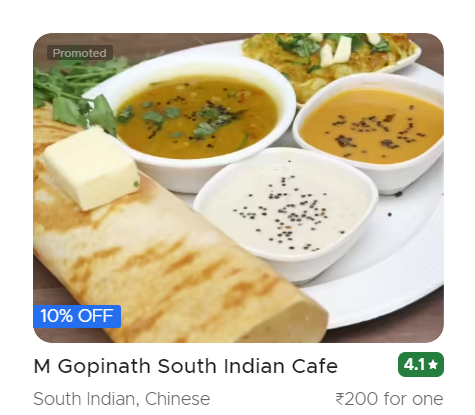 Promoted
10% OFF
M Gopinath South Indian Cafe
4.1★
South Indian, Chinese
₹200 for one